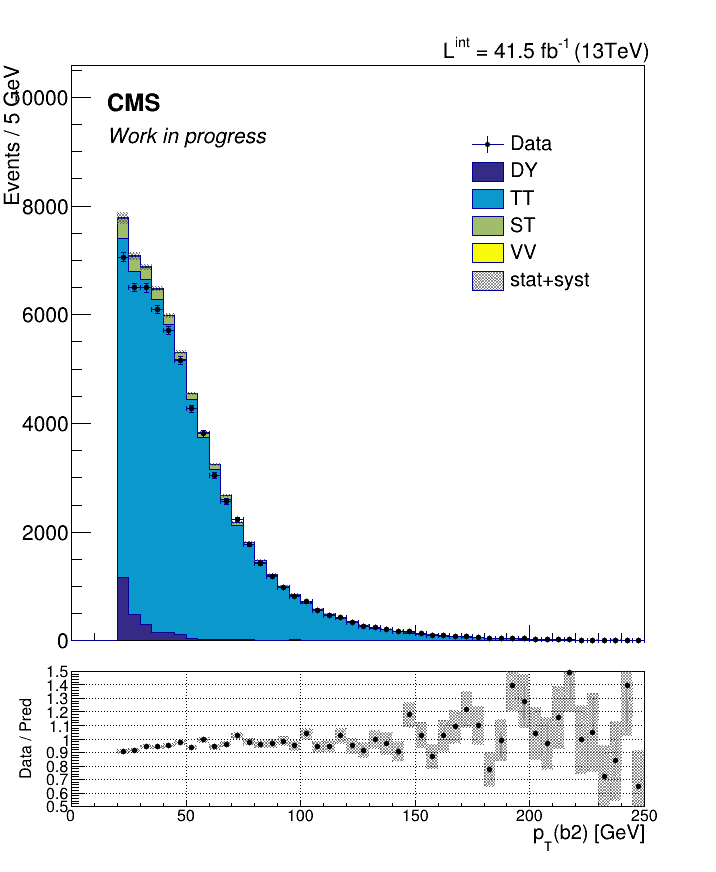 L^int = 41.5 fb^-1 (13TeV)
Events / 5 GeV
CMS
Work in progress
Data
DY
TT
ST
VV
stat+syst
10000
8000
6000
4000
2000
0
Data / Pred
1.5
1.4
1.3
1.2
1.1
1
0.9
0.8
0.7
0.6
0.5
0 50 100 150 200 250
p_T(b2) [GeV]